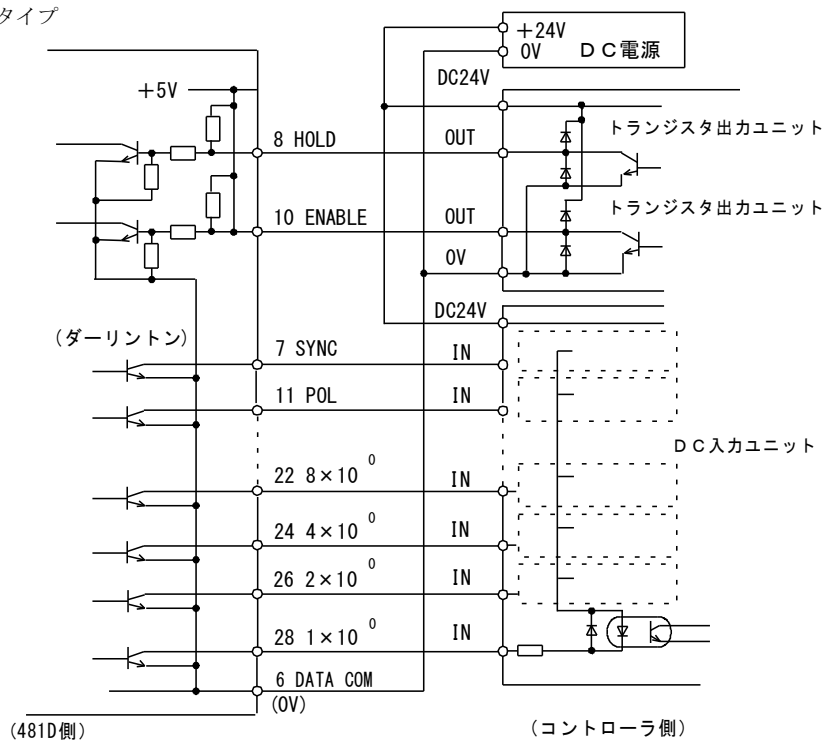 タイプ
+24V
0V DC電源
DC24V
+5V
トランジスタ出力ユニット
8 HOLD OUT
トランジスタ出力ユニット
10 ENABLE OUT
0V
DC24V
(ダーリントン)
7 SYNC IN
11 POL IN
DC入力ユニット
22 8×10⁰ IN
24 4×10⁰ IN
26 2×10⁰ IN
28 1×10⁰ IN
6 DATA COM
(0V)
(481D側) (コントローラ側)